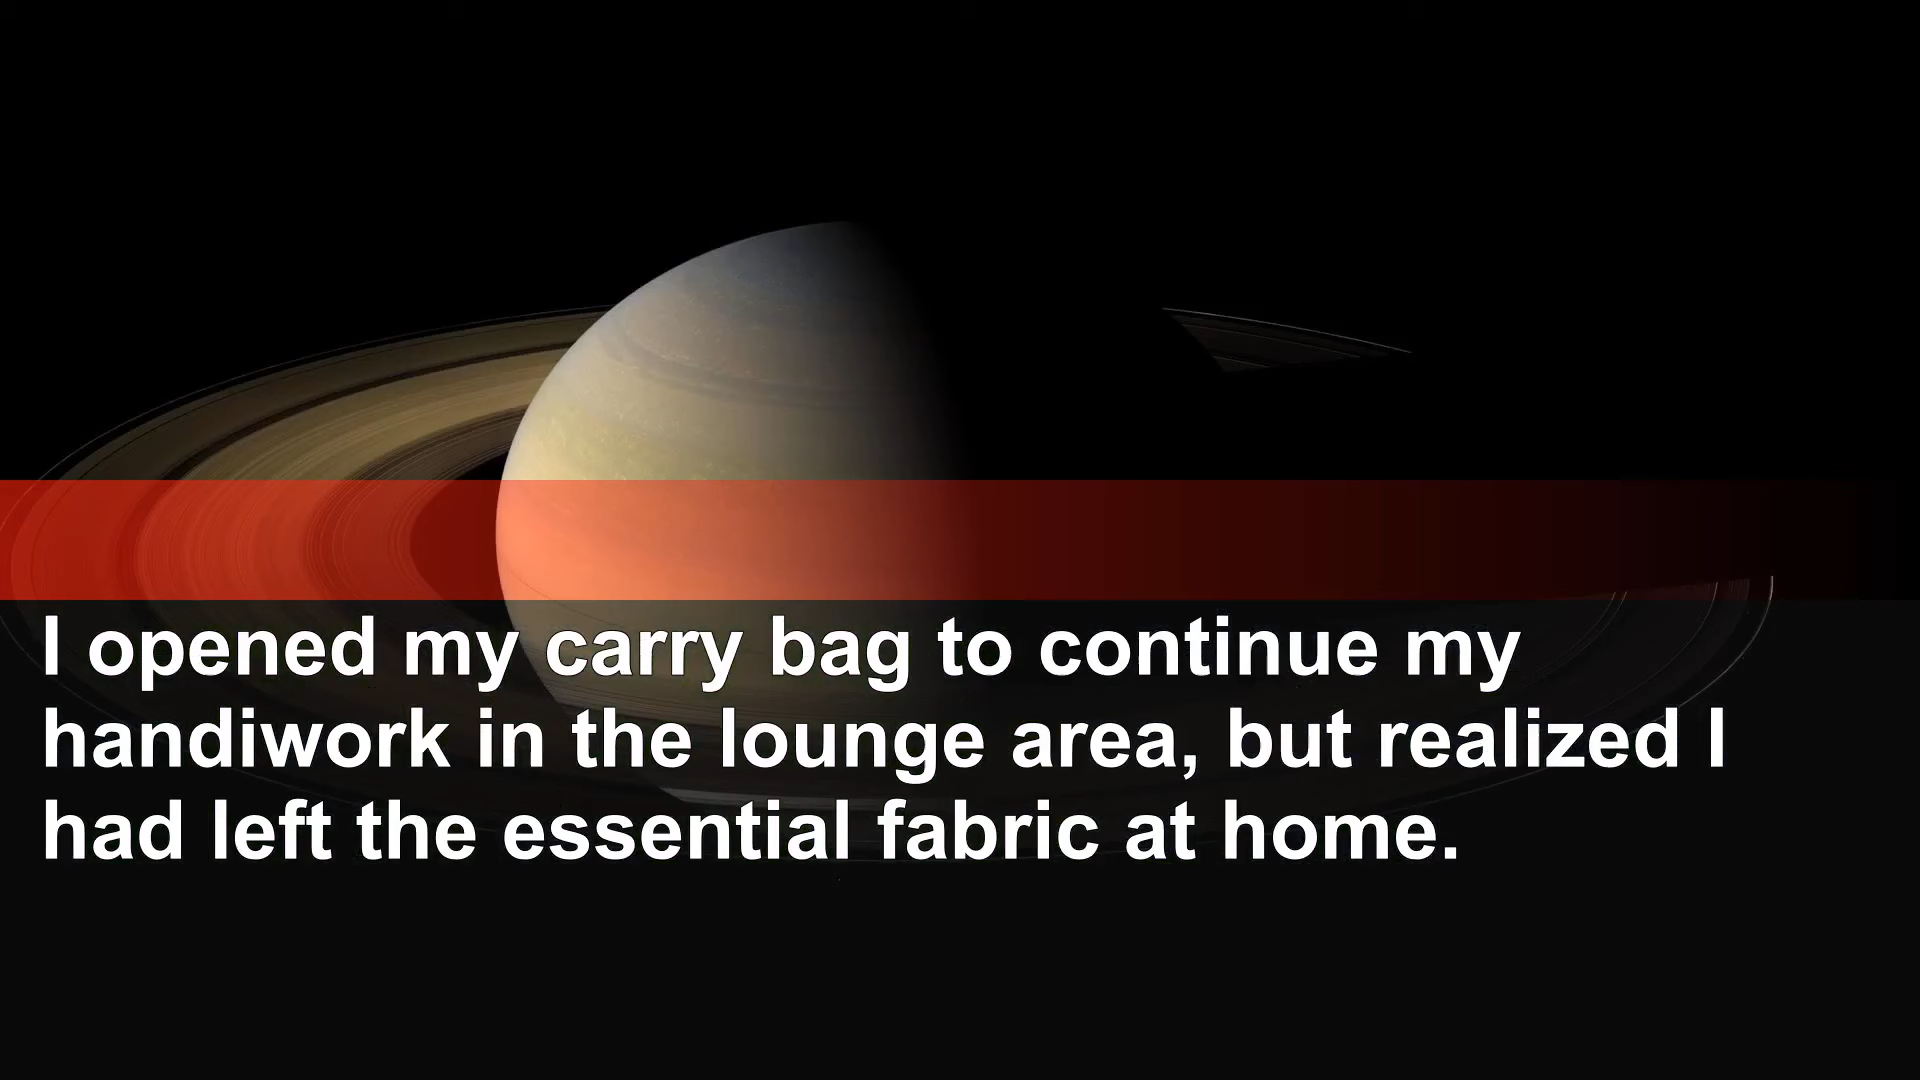 I opened my carry bag to continue my
handiwork in the lounge area, but realized I
had left the essential fabric at home.